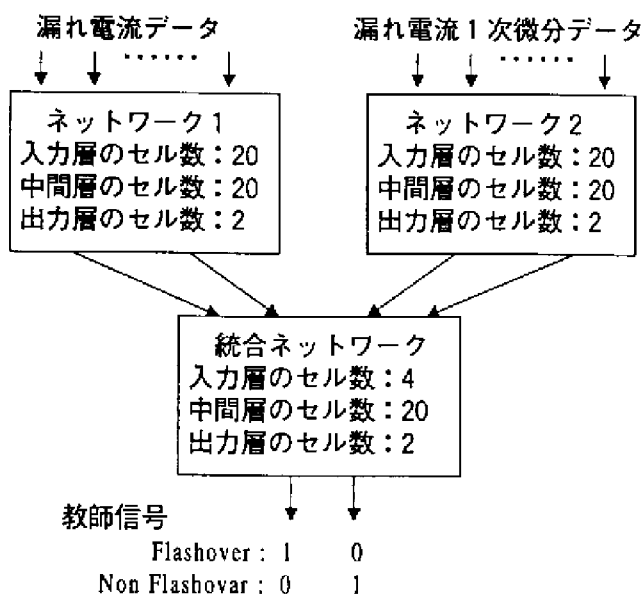 漏れ電流データ
漏れ電流1次微分データ
ネットワーク1
入力層のセル数：20
中間層のセル数：20
出力層のセル数：2
ネットワーク2
入力層のセル数：20
中間層のセル数：20
出力層のセル数：2
統合ネットワーク
入力層のセル数：4
中間層のセル数：20
出力層のセル数：2
教師信号
Flashover : 1 0
Non Flashovar : 0 1